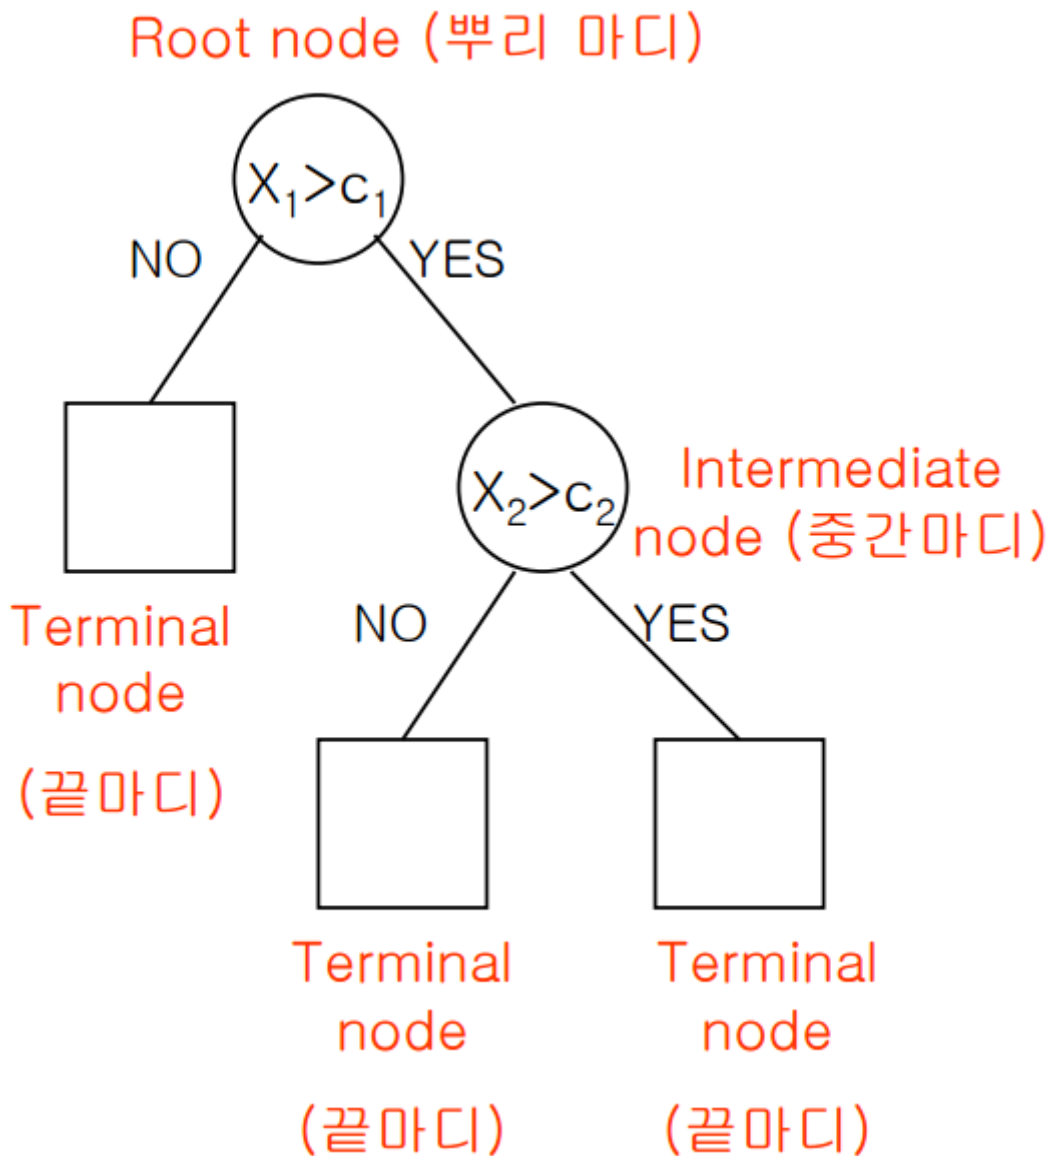 Root node (뿌리 마디)
X₁>c₁
NO
YES
X₂>c₂
Intermediate
node (중간마디)
Terminal
node
(끝마디)
NO
YES
Terminal
node
(끝마디)
Terminal
node
(끝마디)